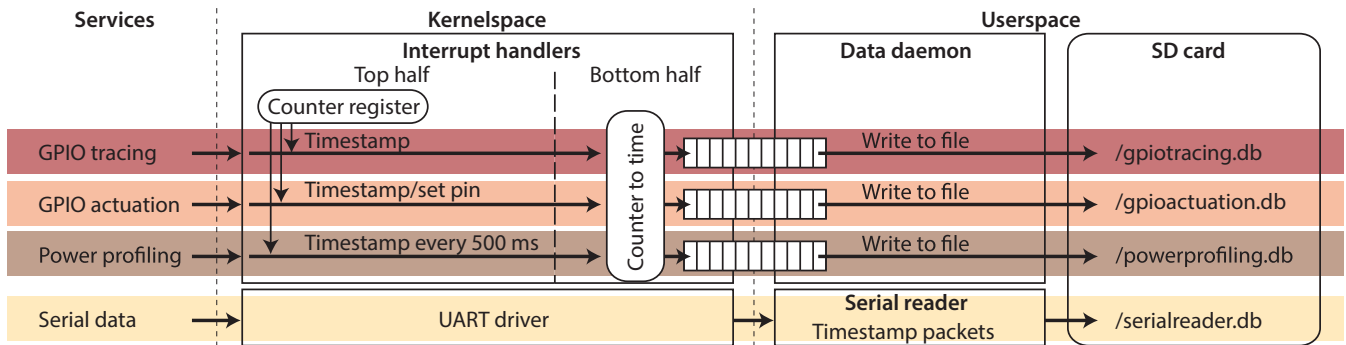 Services
Kernelspace
Userspace
Interrupt handlers
Data daemon
SD card
Top half
Bottom half
Counter register
GPIO tracing
Timestamp
Write to file
/gpiotracing.db
GPIO actuation
Timestamp/set pin
Write to file
/gpioactuation.db
Power profiling
Timestamp every 500 ms
Counter to time
Write to file
/powerprofiling.db
Serial data
UART driver
Serial reader
Timestamp packets
/serialreader.db